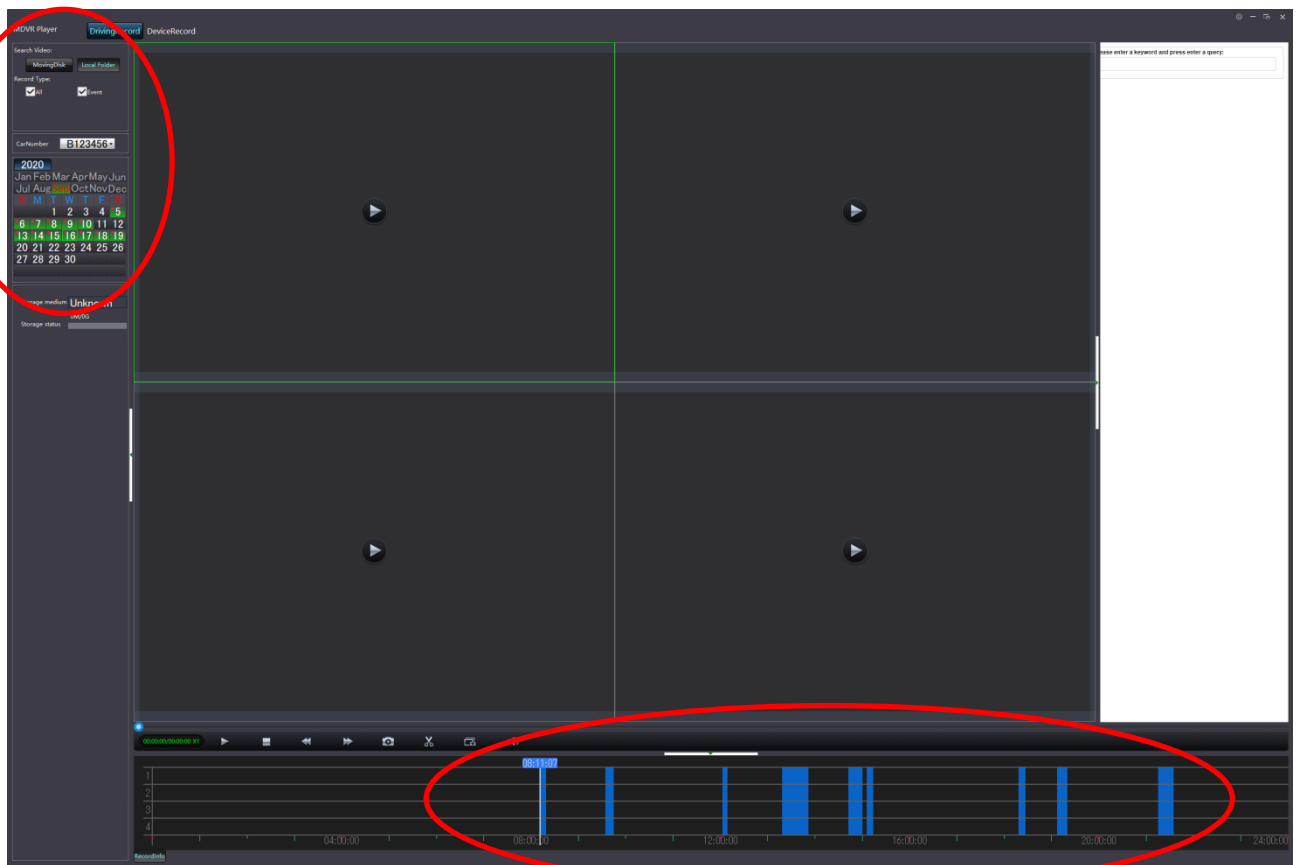 MDVR Player DrivingRecord DeviceRecord
Search Video:
MovingDisk Local Folder
Record Type:
All Event
CarNumber B123456
2020
Jan Feb Mar Apr May Jun
Jul Aug Sep Oct Nov Dec
S M T W T F S
1 2 3 4 5
6 7 8 9 10 11 12
13 14 15 16 17 18 19
20 21 22 23 24 25 26
27 28 29 30
medium Unknown
0M/0G
Storage status
ease enter a keyword and press enter a query:
00:00:00/00:00:00 X1
08:11:07
1
2
3
4
04:00:00 08:00:00 12:00:00 16:00:00 20:00:00 24:00:00
RecordInfo